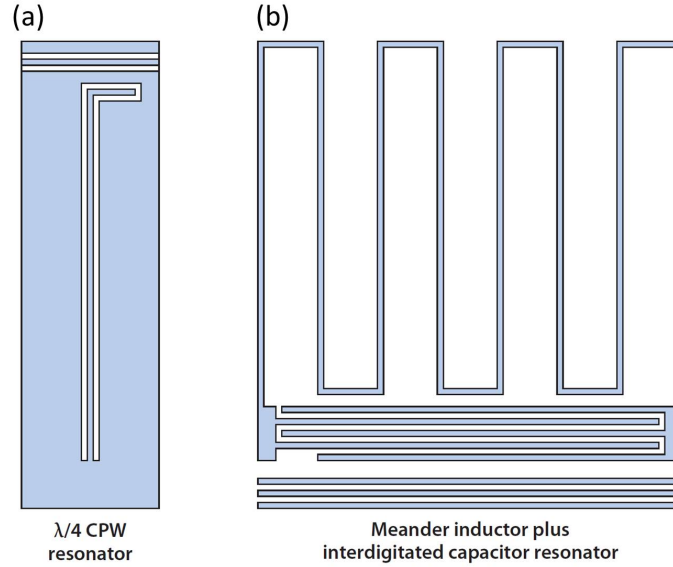 (a)
(b)
λ/4 CPW
resonator
Meander inductor plus
interdigitated capacitor resonator